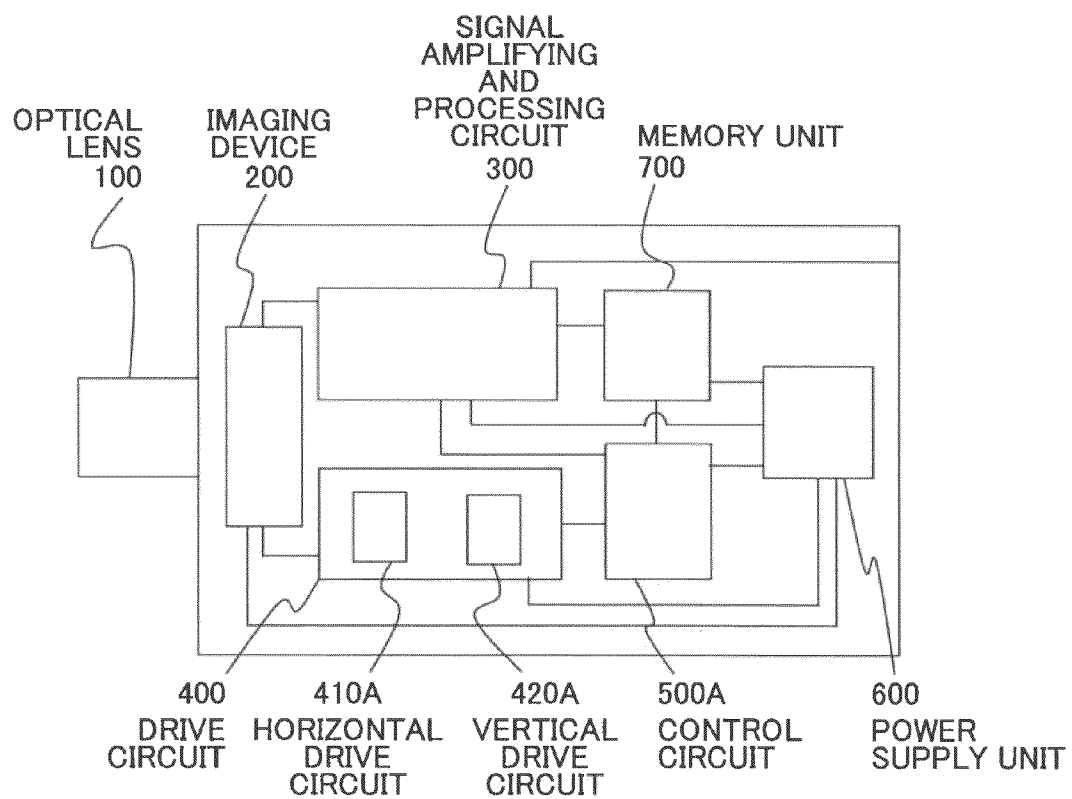 SIGNAL
AMPLIFYING
AND
PROCESSING
CIRCUIT
300
OPTICAL
LENS
100
IMAGING
DEVICE
200
MEMORY UNIT
700
400
DRIVE
CIRCUIT
410A
HORIZONTAL
DRIVE
CIRCUIT
420A
VERTICAL
DRIVE
CIRCUIT
500A
CONTROL
CIRCUIT
600
POWER
SUPPLY UNIT